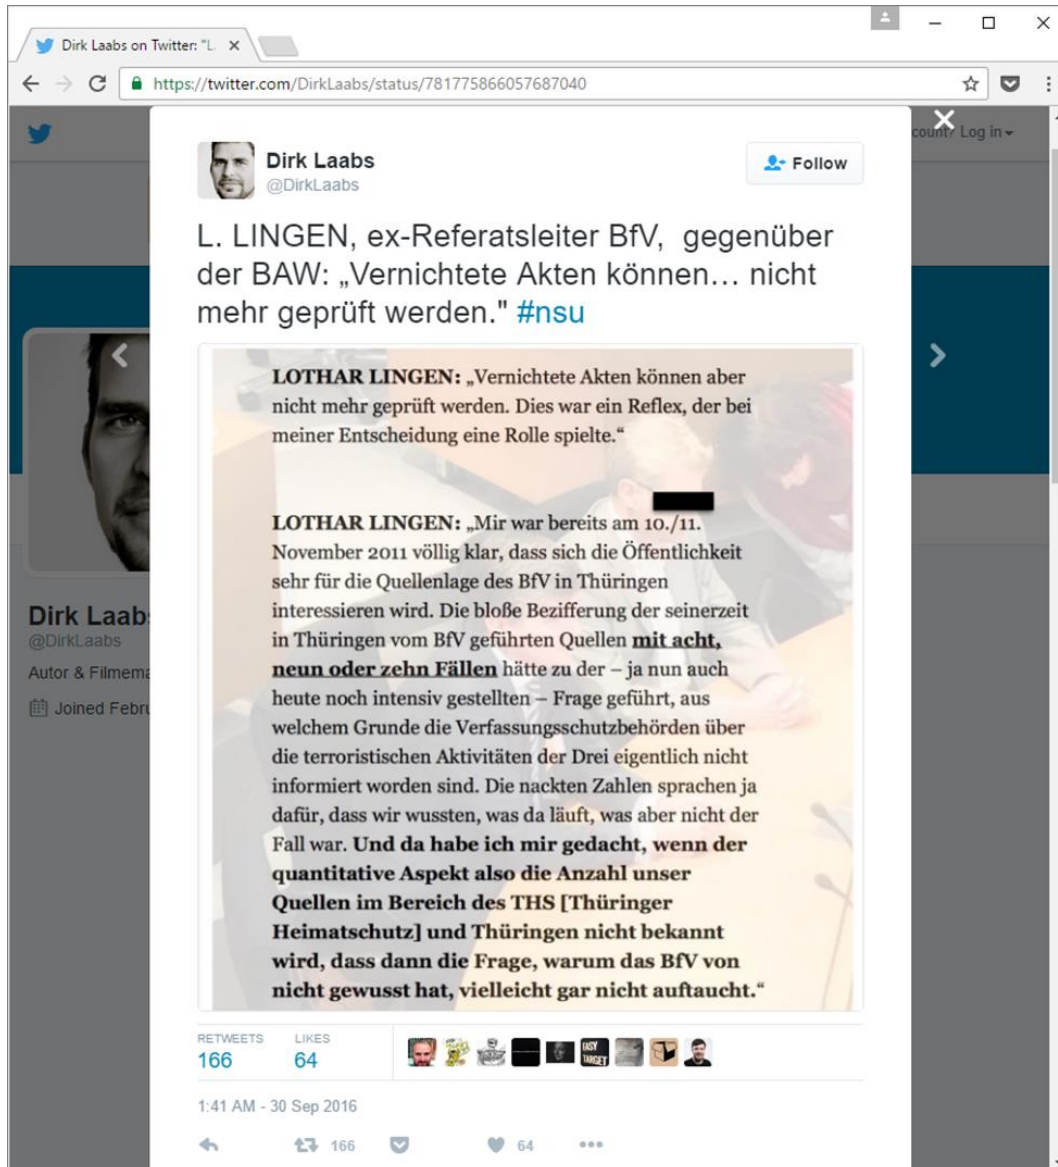 Dirk Laabs on Twitter: "L
https://twitter.com/DirkLaabs/status/781775866057687040
count? Log in
Dirk Laabs
@DirkLaabs
Follow
L. LINGEN, ex-Referatsleiter BfV, gegenüber
der BAW: „Vernichtete Akten können… nicht
mehr geprüft werden." #nsu
LOTHAR LINGEN: „Vernichtete Akten können aber
nicht mehr geprüft werden. Dies war ein Reflex, der bei
meiner Entscheidung eine Rolle spielte.“
LOTHAR LINGEN: „Mir war bereits am 10./11.
November 2011 völlig klar, dass sich die Öffentlichkeit
sehr für die Quellenlage des BfV in Thüringen
interessieren wird. Die bloße Bezifferung der seinerzeit
in Thüringen vom BfV geführten Quellen mit acht,
neun oder zehn Fällen hätte zu der – ja nun auch
heute noch intensiv gestellten – Frage geführt, aus
welchem Grunde die Verfassungsschutzbehörden über
die terroristischen Aktivitäten der Drei eigentlich nicht
informiert worden sind. Die nackten Zahlen sprachen ja
dafür, dass wir wussten, was da läuft, was aber nicht der
Fall war. Und da habe ich mir gedacht, wenn der
quantitative Aspekt also die Anzahl unser
Quellen im Bereich des THS [Thüringer
Heimatschutz] und Thüringen nicht bekannt
wird, dass dann die Frage, warum das BfV von
nicht gewusst hat, vielleicht gar nicht auftaucht.“
Dirk Laab
@DirkLaabs
Autor & Filmema
Joined Febru
RETWEETS LIKES
166 64
EASY
TARGET
1:41 AM - 30 Sep 2016
166 64